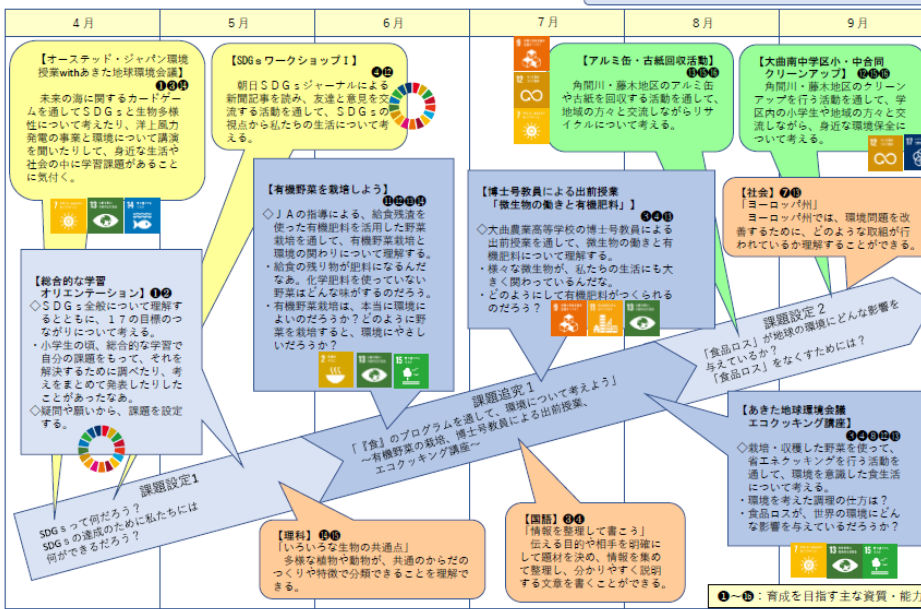 4月
5月
6月
7月
8月
9月
【オーステッド・ジャパン環境
授業withあきた地球環境会議】
❶❸⓮
未来の海に関するカードゲー
ムを通してSDGsと生物多様
性について考えたり、洋上風力
発電の事業と環境について講演
を聞いたりして、身近な生活や
社会の中に学習課題があること
に気付く。
7
13
14
【SDGsワークショップⅠ】
❹⓬
朝日SDGsジャーナルによる
新聞記事を読み、友達と意見を交
流する活動を通して、SDGsの
視点から私たちの生活について考
える。
【アルミ缶・古紙回収活動】
⓭⓯⓰
角間川・藤木地区のアルミ缶
や古紙を回収する活動を通して、
地域の方々と交流しながらリサ
イクルについて考える。
9
12
7
【大曲南中学区小・中合同
クリーンアップ】⓬⓯⓰
角間川・藤木地区のクリーン
アップを行う活動を通して、学
区内の小学生や地域の方々と交
流しながら、身近な環境保全に
ついて考える。
12
17
【有機野菜を栽培しよう】
⓫⓬⓭⓮
◇JAの指導による、給食残渣を
使った有機肥料を活用した野菜
栽培を通して、有機野菜栽培と
環境の関わりについて理解する。
・給食の残り物が肥料になるんだ
なあ。化学肥料を使っていない
野菜はどんな味がするのだろう。
・有機野菜栽培は、本当に環境に
よいのだろうか?どのように野
菜を栽培すると、環境にやさし
いだろうか?
2
13
15
【博士号教員による出前授業
「微生物の働きと有機肥料」】
❸❹⓭
◇大曲農業高等学校の博士号教員による
出前授業を通して、微生物の働きと有
機肥料について理解する。
・様々な微生物が、私たちの生活にも大
きく関わっているんだな。
・どのようにして有機肥料がつくられる
のだろう?
9
11
13
【社会】❼⓭
「ヨーロッパ州」
ヨーロッパ州では、環境問題を改
善するために、どのような取組が行
われているか理解することができる。
【総合的な学習
オリエンテーション】❶❷
◇SDGs全般について理解する
とともに、17の目標のつ
ながりについて考える。
・小学生の頃、総合的な学習で
自分の課題をもって、それを
解決するために調べたり、考
えをまとめて発表したりした
ことがあったなあ。
◇疑問や願いから、課題を設定
する。
課題設定1
SDGsって何だろう?
SDGsの達成のために私たちには
何ができるだろう?
課題追究1
「『食』のプログラムを通して、環境について考えよう」
~有機野菜の栽培、博士号教員による出前授業、
エコクッキング講座~
課題設定2
「食品ロス」が地球の環境にどんな影響を
与えているか?
「食品ロス」をなくすためには?
【あきた地球環境会議
エコクッキング講座】
❸❹❽⓬⓭
◇栽培・収穫した野菜を使って、
省エネクッキングを行う活動を
通して、環境を意識した食生活
について考える。
・環境を考えた調理の仕方は?
・食品ロスが、世界の環境にど
んな影響を与えているだろうか?
7
13
15
【理科】⓮⓯
「いろいろな生物の共通点」
多様な植物や動物が、共通のからだの
つくりや特徴で分類できることを理解で
きる。
【国語】❸❹
「情報を整理して書こう」
伝える目的や相手を明確に
して題材を決め、情報を集め
て整理し、分かりやすく説明
する文章を書くことができる。
❶~⓰:育成を目指す主な資質・能力